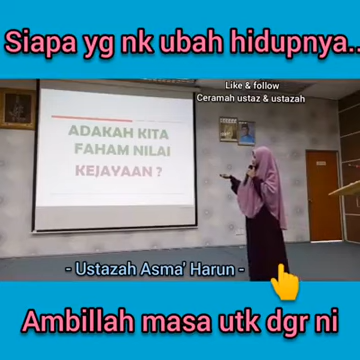 Siapa yg nk ubah hidupnya..
Like & follow
Ceramah ustaz & ustazah
ADAKAH KITA
FAHAM NILAI
KEJAYAAN ?
- Ustazah Asma' Harun -
Ambillah masa utk dgr ni